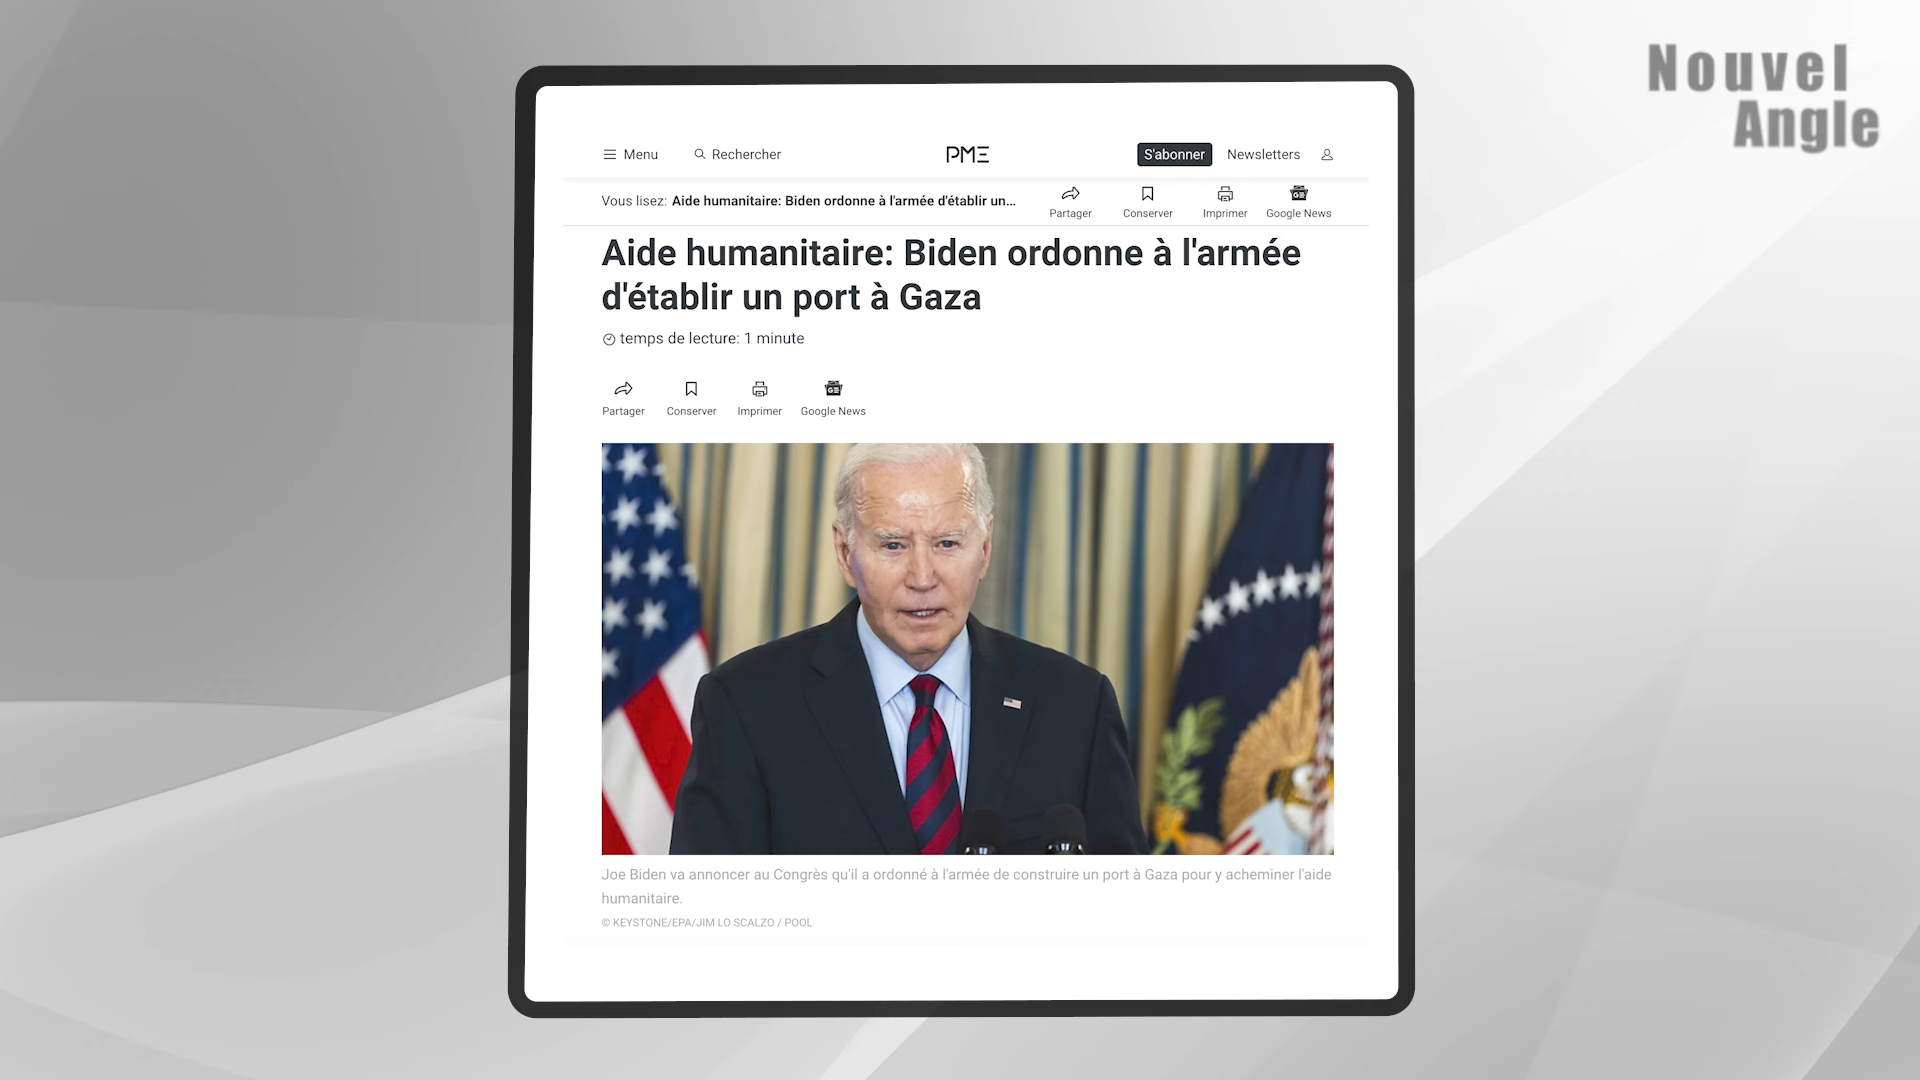 Nouvel
Angle
Menu
Rechercher
PME
S'abonner
Newsletters
Vous lisez: Aide humanitaire: Biden ordonne à l'armée d'établir un...
Partager
Conserver
Imprimer
Google News
Aide humanitaire: Biden ordonne à l'armée
d'établir un port à Gaza
temps de lecture: 1 minute
Partager
Conserver
Imprimer
Google News
Joe Biden va annoncer au Congrès qu'il a ordonné à l'armée de construire un port à Gaza pour y acheminer l'aide
humanitaire.
© KEYSTONE/EPA/JIM LO SCALZO / POOL